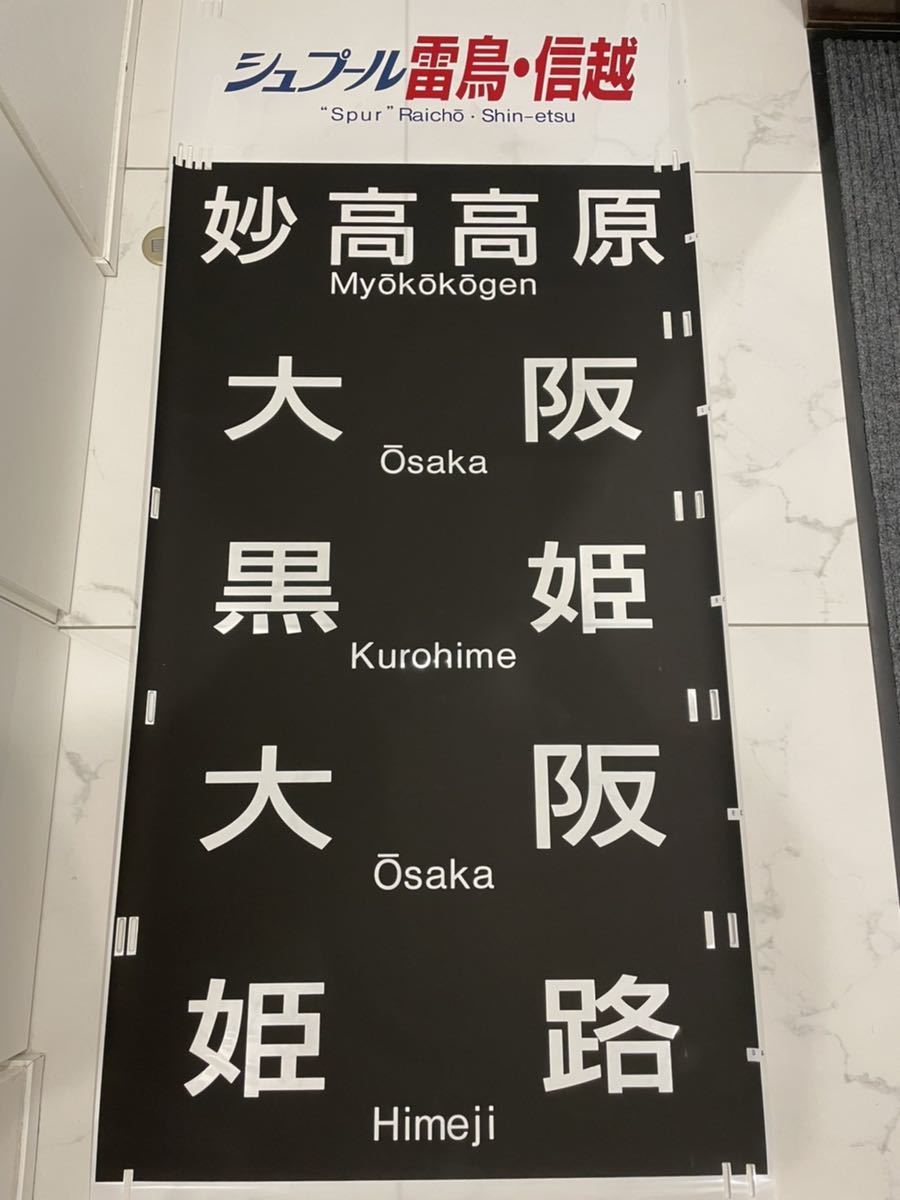 シュプール雷鳥・信越
"Spur" Raichō・Shin-etsu
妙高高原
Myōkōkōgen
大阪
Ōsaka
黒姫
Kurohime
大阪
Ōsaka
姫路
Himeji